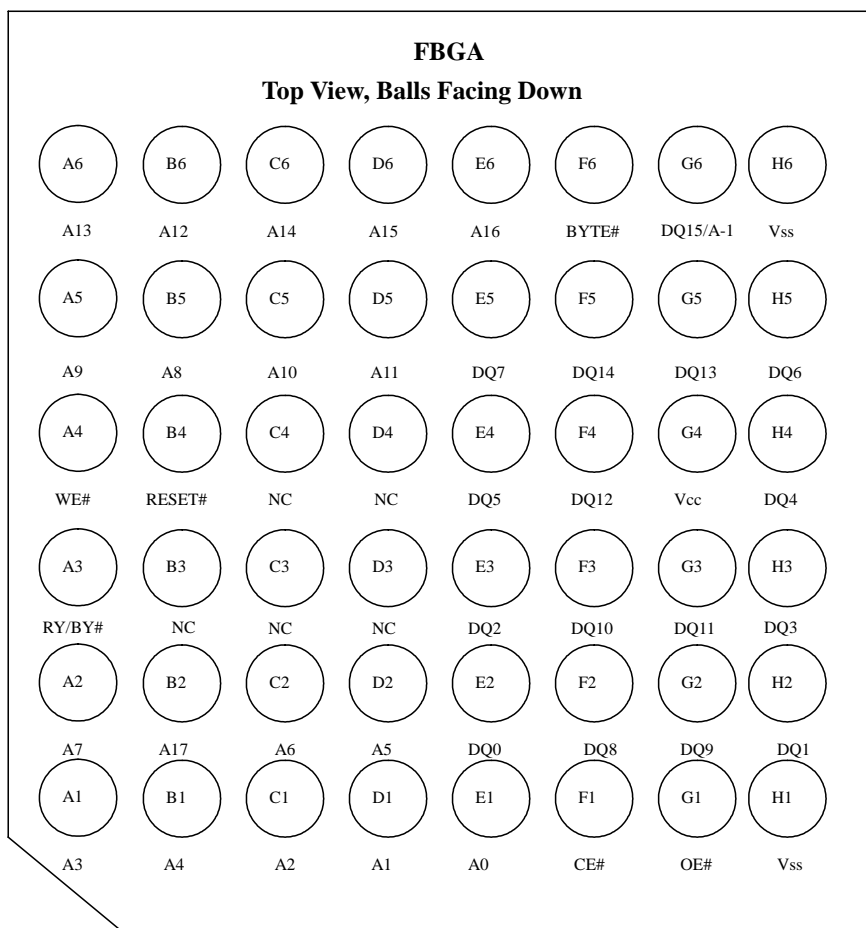 FBGA
Top View, Balls Facing Down
A6 B6 C6 D6 E6 F6 G6 H6
A13 A12 A14 A15 A16 BYTE# DQ15/A-1 Vss
A5 B5 C5 D5 E5 F5 G5 H5
A9 A8 A10 A11 DQ7 DQ14 DQ13 DQ6
A4 B4 C4 D4 E4 F4 G4 H4
WE# RESET# NC NC DQ5 DQ12 Vcc DQ4
A3 B3 C3 D3 E3 F3 G3 H3
RY/BY# NC NC NC DQ2 DQ10 DQ11 DQ3
A2 B2 C2 D2 E2 F2 G2 H2
A7 A17 A6 A5 DQ0 DQ8 DQ9 DQ1
A1 B1 C1 D1 E1 F1 G1 H1
A3 A4 A2 A1 A0 CE# OE# Vss